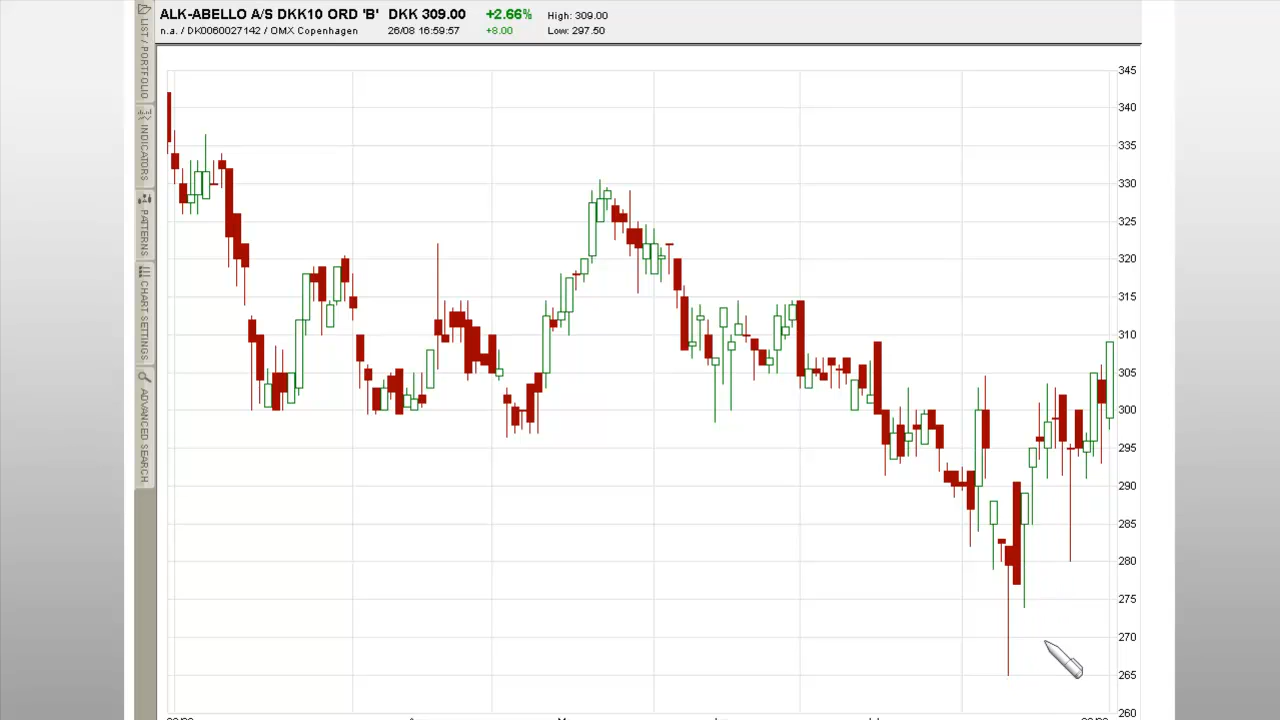 ALK-ABELLO A/S DKK10 ORD 'B' DKK 309.00 +2.66% High: 309.00
n.a. / DK0060027142 / OMX Copenhagen 26/08 16:59:57 +8.00 Low: 297.50
LIST / PORTFOLIO
INDICATORS
PATTERNS
CHART SETTINGS
ADVANCED SEARCH
345
340
335
330
325
320
315
310
305
300
295
290
285
280
275
270
265
260